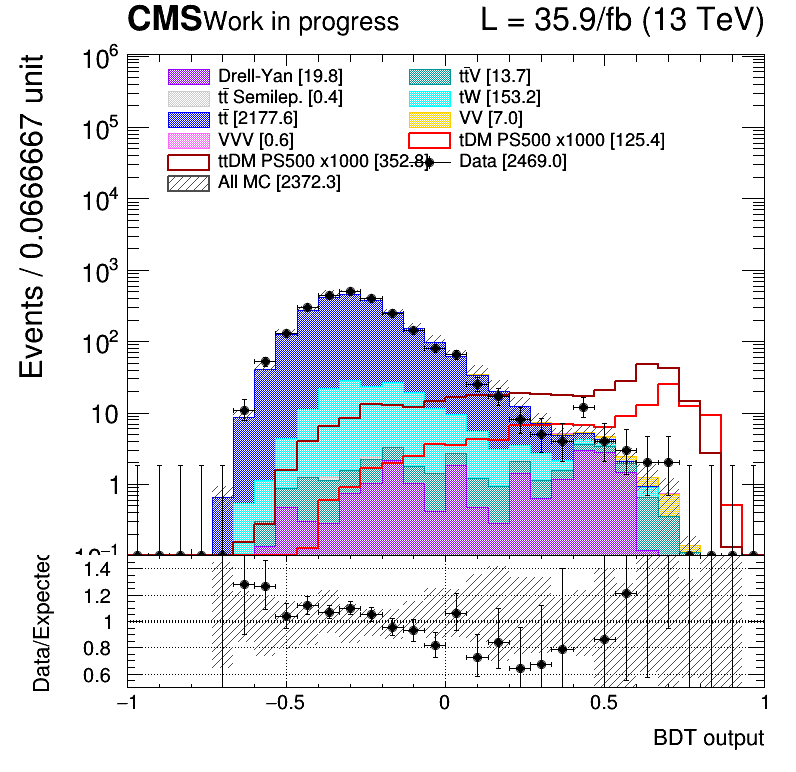 CMS Work in progress L = 35.9/fb (13 TeV)
Events / 0.0666667 unit
10⁶
10⁵
10⁴
10³
10²
10
1
10⁻¹
Drell-Yan [19.8]
tt̄V [13.7]
tt̄ Semilep. [0.4]
tW [153.2]
tt̄ [2177.6]
VV [7.0]
VVV [0.6]
tDM PS500 x1000 [125.4]
ttDM PS500 x1000 [352.8]
Data [2469.0]
All MC [2372.3]
Data/Expected
1.4
1.2
1
0.8
0.6
−1 −0.5 0 0.5 1
BDT output